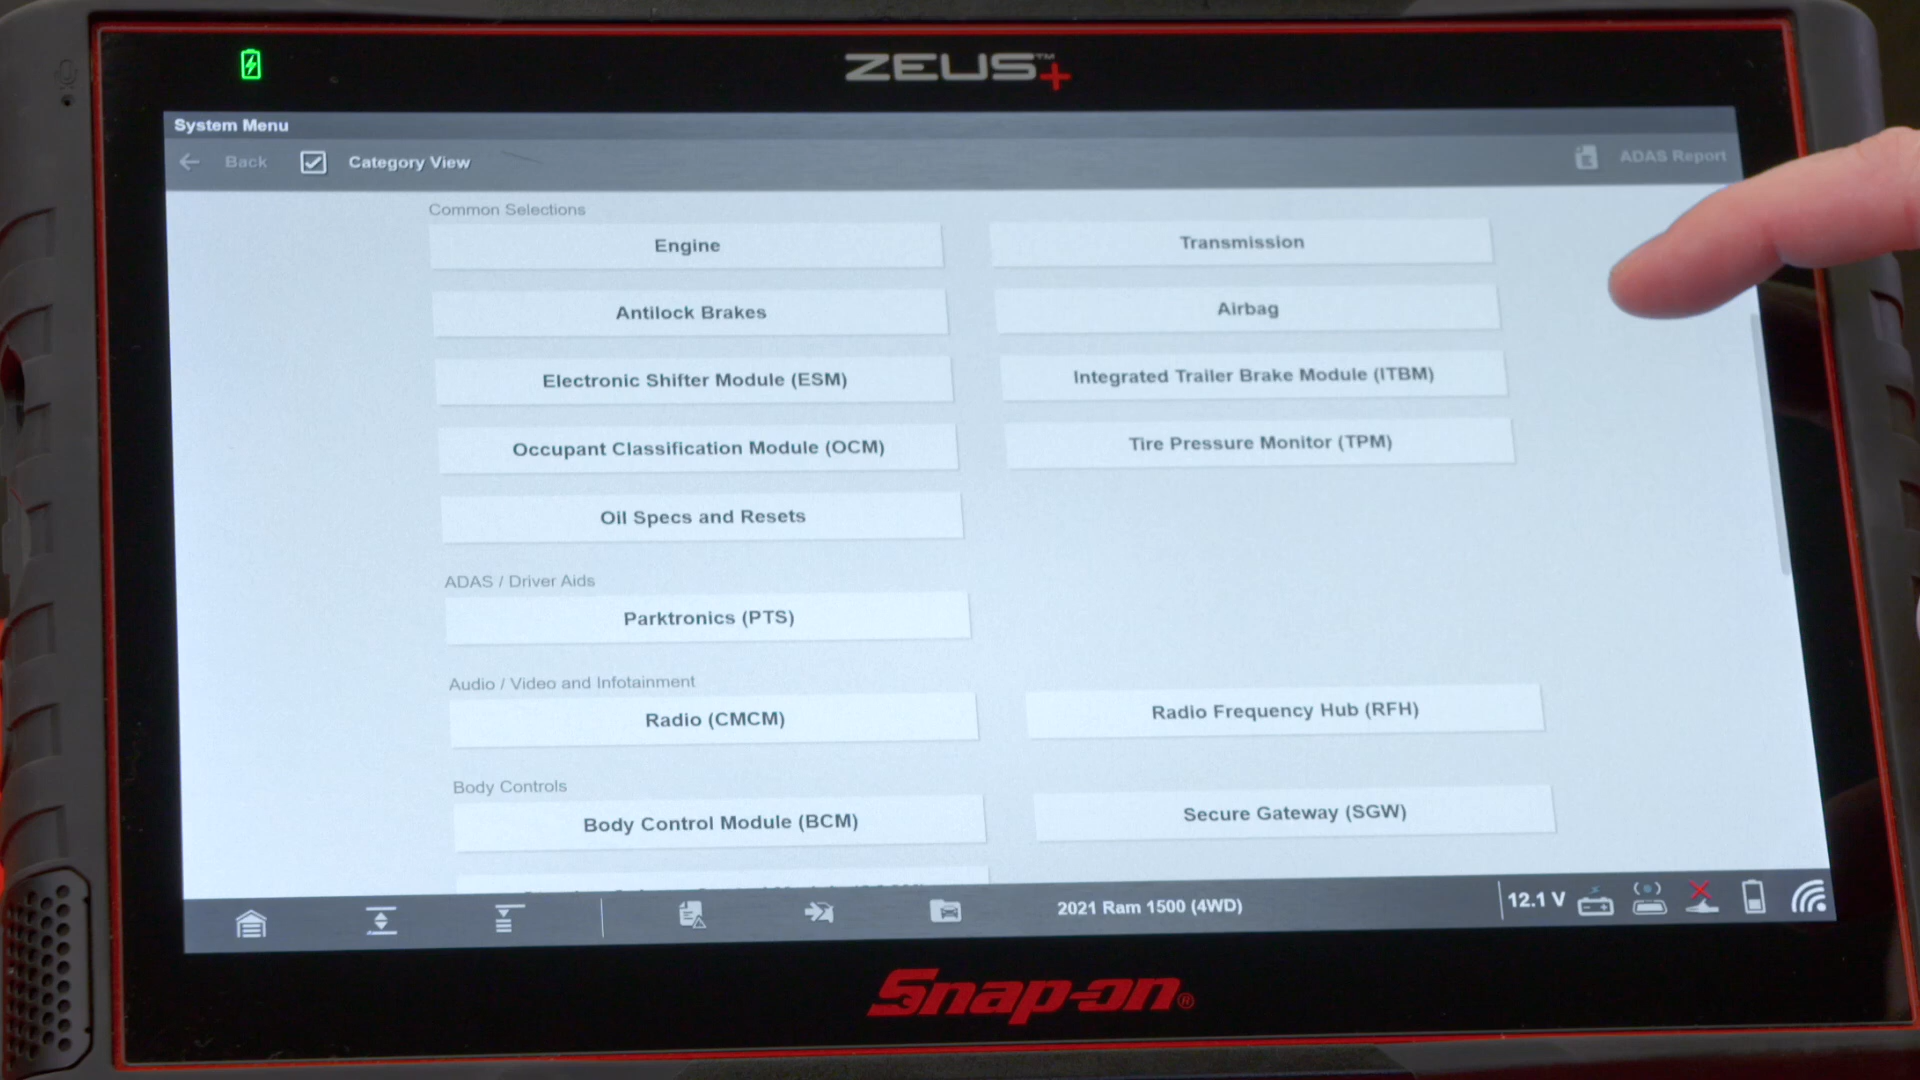 ZEUS™+
System Menu
Back
Category View
ADAS Report
Common Selections
Engine
Transmission
Antilock Brakes
Airbag
Electronic Shifter Module (ESM)
Integrated Trailer Brake Module (ITBM)
Occupant Classification Module (OCM)
Tire Pressure Monitor (TPM)
Oil Specs and Resets
ADAS / Driver Aids
Parktronics (PTS)
Audio / Video and Infotainment
Radio (CMCM)
Radio Frequency Hub (RFH)
Body Controls
Body Control Module (BCM)
Secure Gateway (SGW)
2021 Ram 1500 (4WD)
12.1 V
Snap-on®